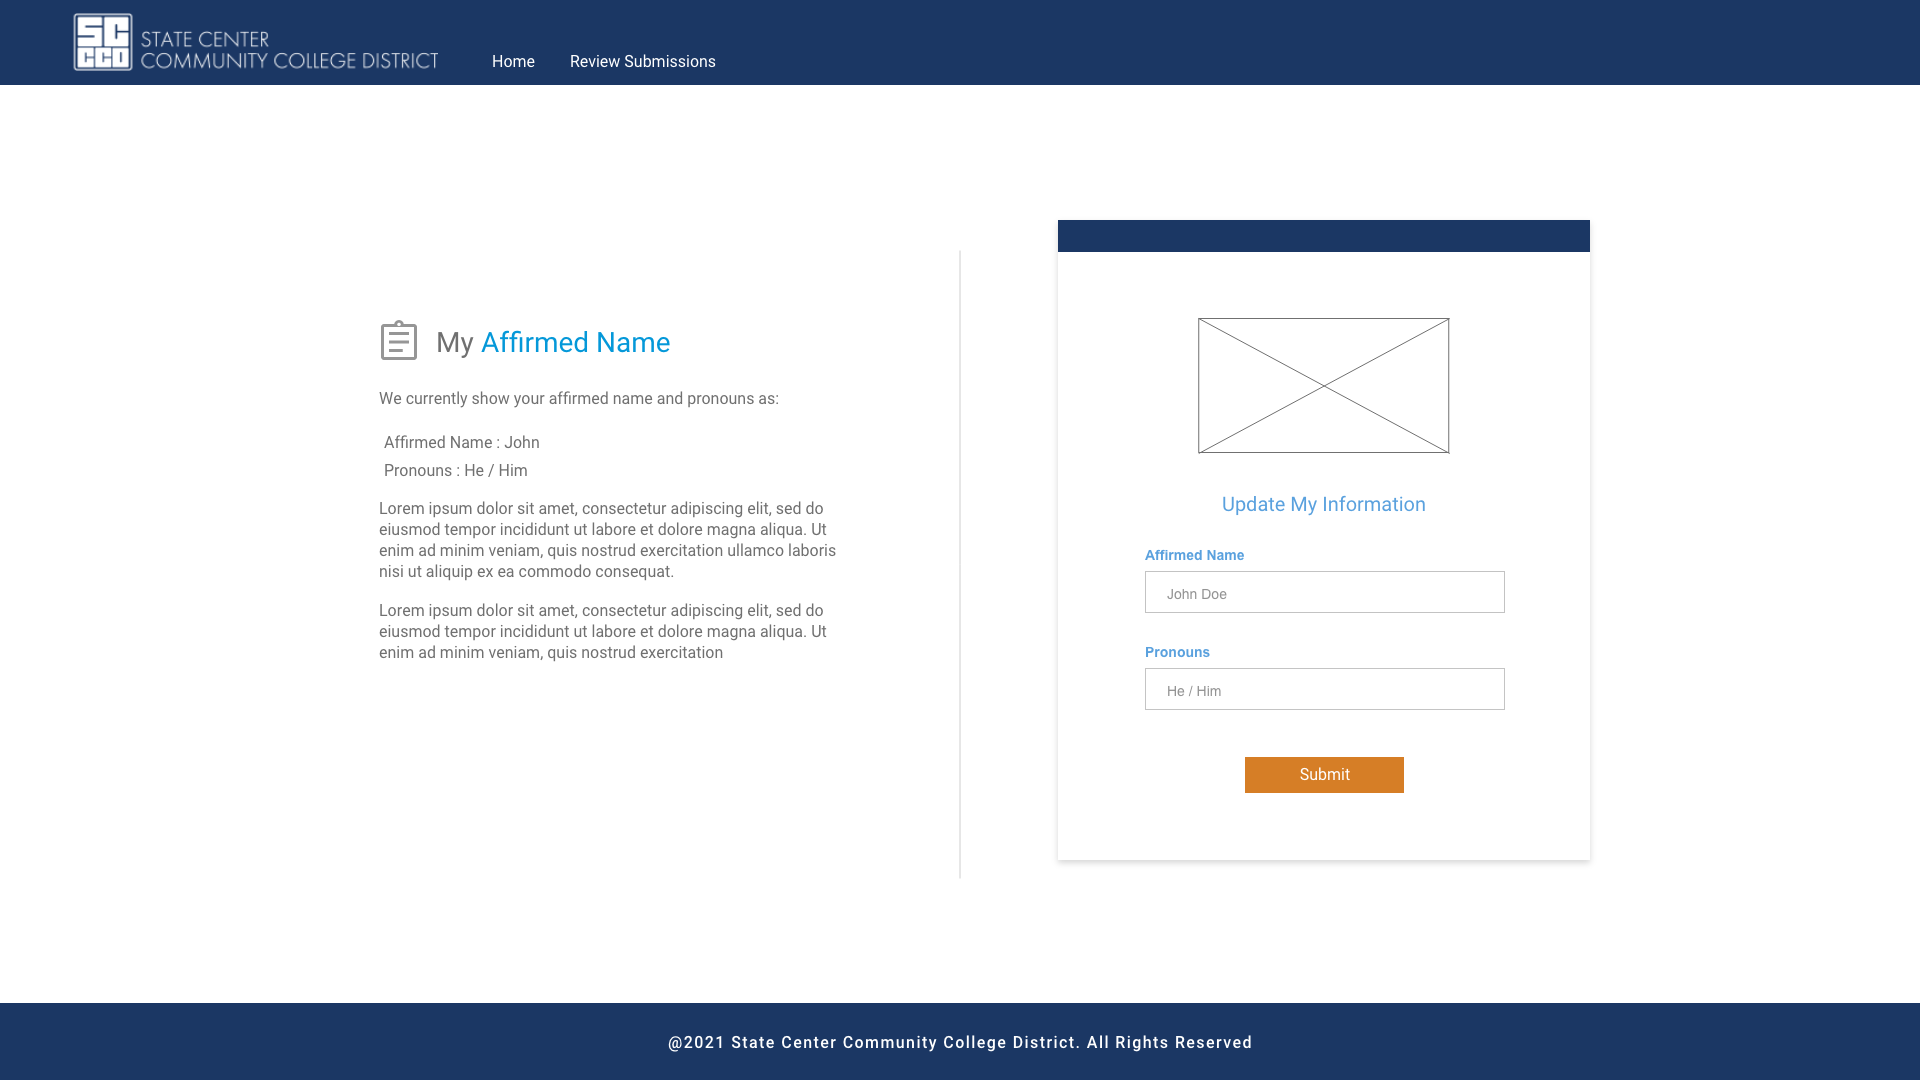 SC
CCD
STATE CENTER
COMMUNITY COLLEGE DISTRICT
Home
Review Submissions
My Affirmed Name
We currently show your affirmed name and pronouns as:
Affirmed Name : John
Pronouns : He / Him
Lorem ipsum dolor sit amet, consectetur adipiscing elit, sed do
eiusmod tempor incididunt ut labore et dolore magna aliqua. Ut
enim ad minim veniam, quis nostrud exercitation ullamco laboris
nisi ut aliquip ex ea commodo consequat.
Lorem ipsum dolor sit amet, consectetur adipiscing elit, sed do
eiusmod tempor incididunt ut labore et dolore magna aliqua. Ut
enim ad minim veniam, quis nostrud exercitation
Update My Information
Affirmed Name
John Doe
Pronouns
He / Him
Submit
@2021 State Center Community College District. All Rights Reserved